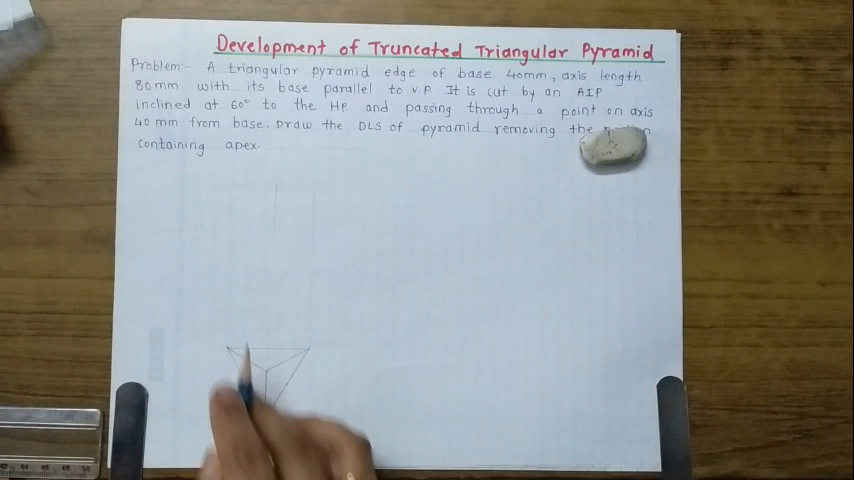 Development of Truncated Triangular Pyramid
Problem:- A triangular pyramid edge of base 40mm, axis length
80mm with its base parallel to V.P. It is cut by an AIP
inclined at 60° to the HP and passing through a point on axis
40 mm from base. Draw the DLS of pyramid removing the
containing apex.